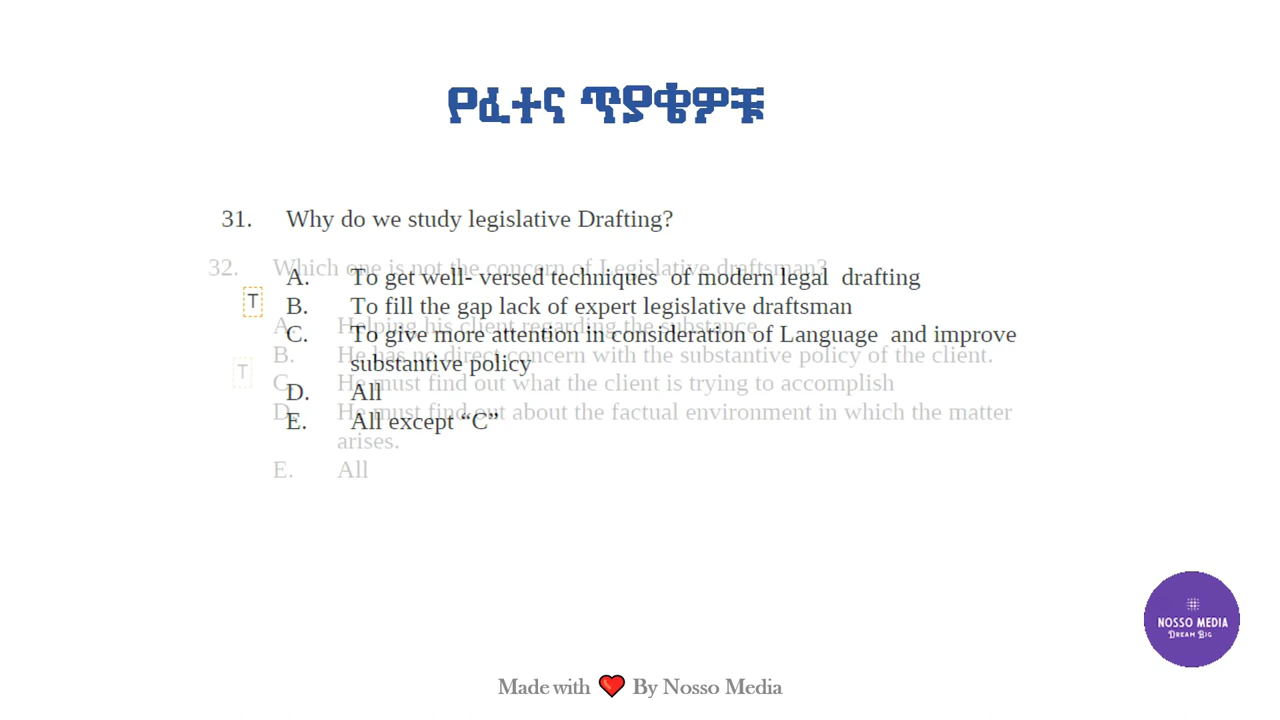 የፈተና ጥያቄዎቹ
31. Why do we study legislative Drafting?
A. To get well- versed techniques of modern legal drafting
B. To fill the gap lack of expert legislative draftsman
C. To give more attention in consideration of Language and improve
substantive policy
D. All
E. All except “C”
32. Which one is not the concern of Legislative draftsman?
A. Helping his client regarding the substance
B. He has no direct concern with the substantive policy of the client.
C. He must find out what the client is trying to accomplish
D. He must find out about the factual environment in which the matter
arises.
E. All
T
T
NOSSO MEDIA
DREAM BIG
Made with ❤ By Nosso Media